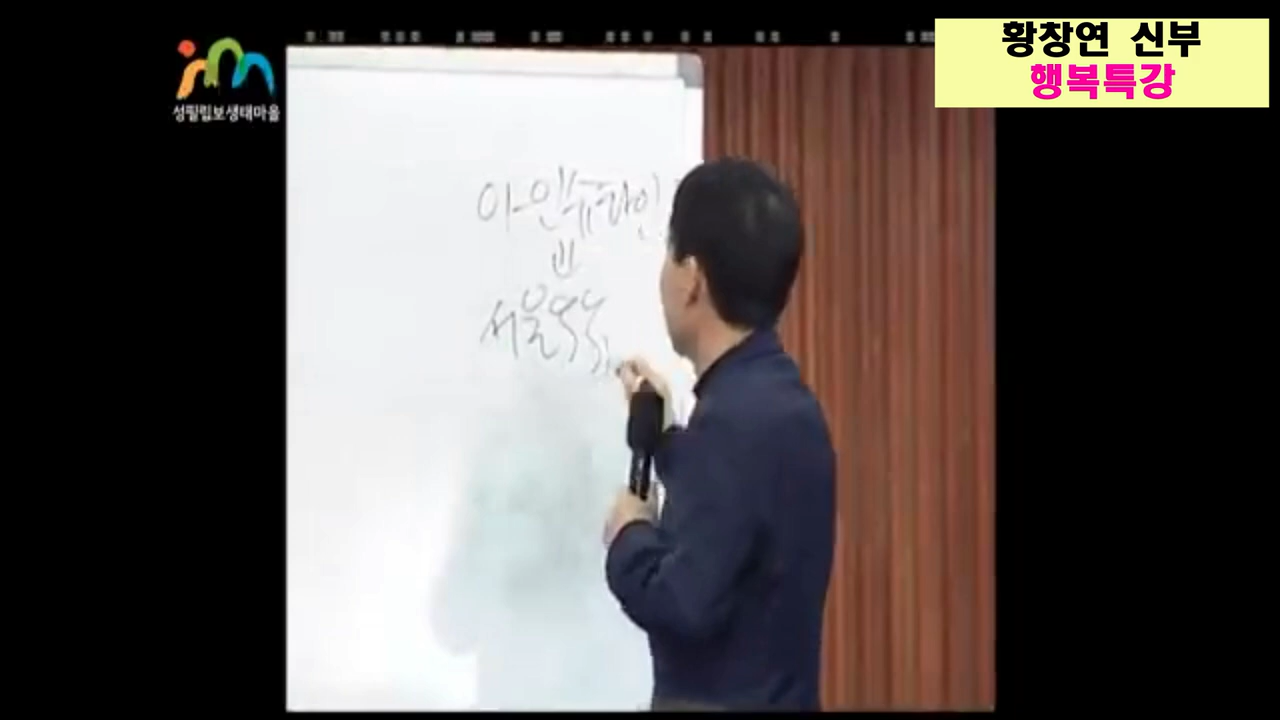 황창연 신부
행복특강
성필립보생태마을
아인슈타인
서울역